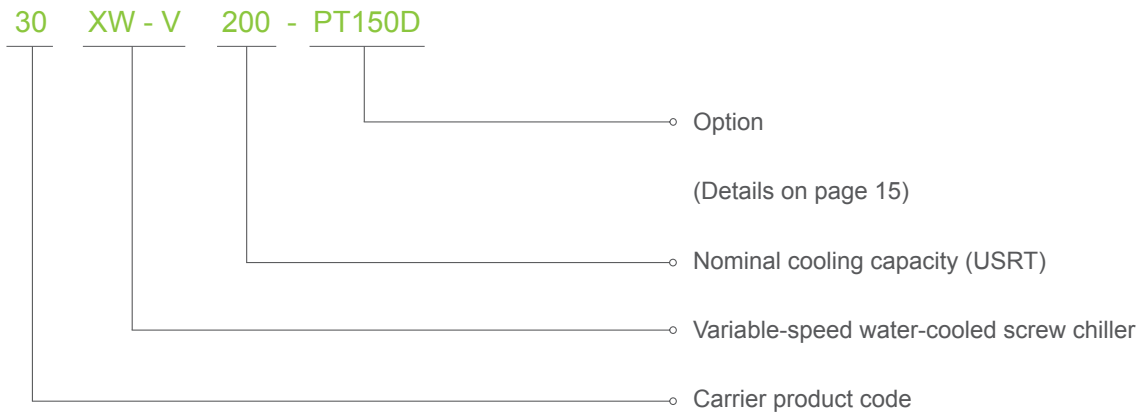 30 XW - V 200 - PT150D
Option
(Details on page 15)
Nominal cooling capacity (USRT)
Variable-speed water-cooled screw chiller
Carrier product code